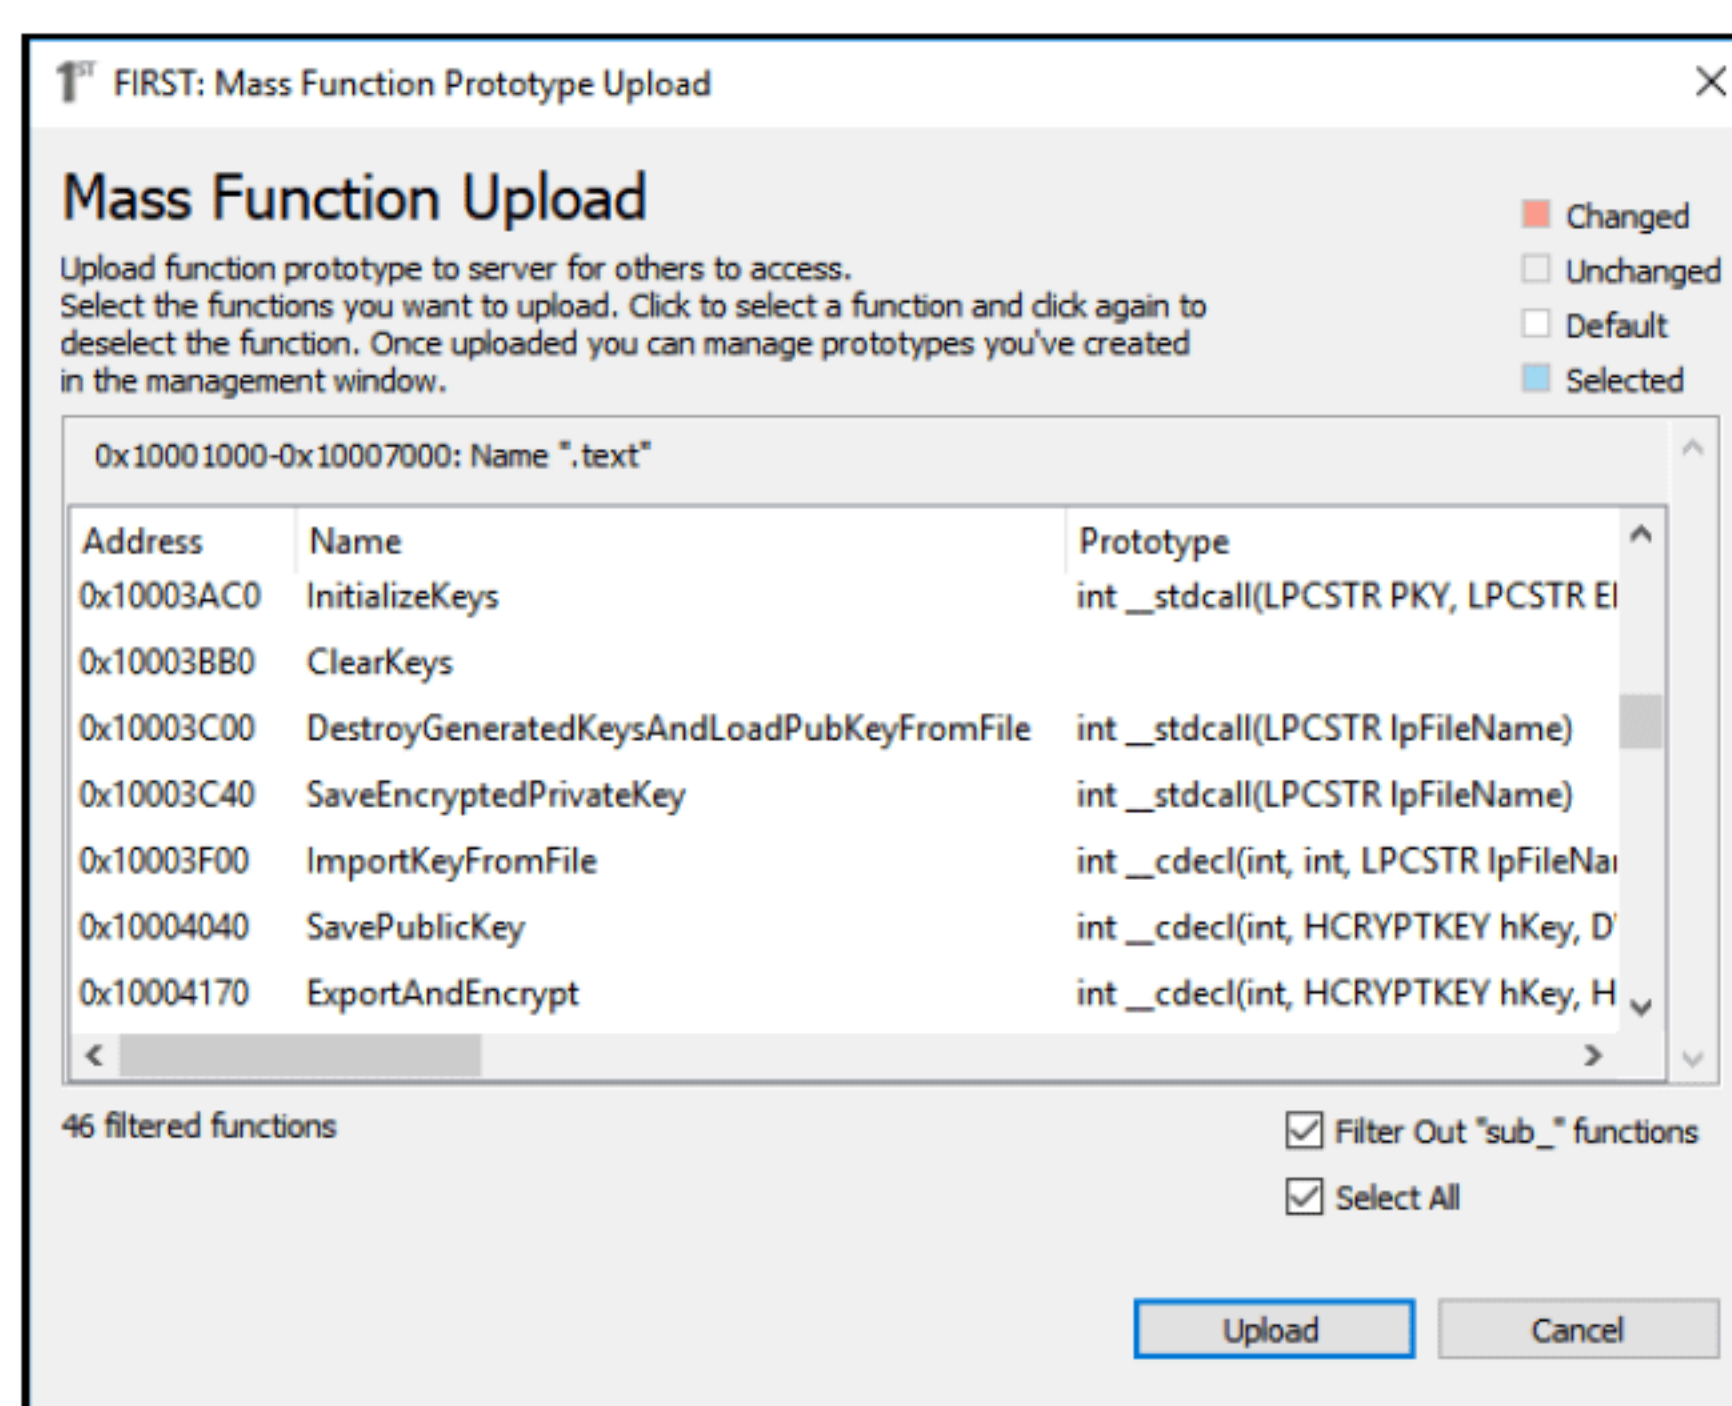 1ST FIRST: Mass Function Prototype Upload
Mass Function Upload
Upload function prototype to server for others to access.
Select the functions you want to upload. Click to select a function and click again to
deselect the function. Once uploaded you can manage prototypes you've created
in the management window.
Changed
Unchanged
Default
Selected
0x10001000-0x10007000: Name ".text"
Address Name Prototype
0x10003AC0 InitializeKeys int __stdcall(LPCSTR PKY, LPCSTR
0x10003BB0 ClearKeys
0x10003C00 DestroyGeneratedKeysAndLoadPubKeyFromFile int __stdcall(LPCSTR lpFileName)
0x10003C40 SaveEncryptedPrivateKey int __stdcall(LPCSTR lpFileName)
0x10003F00 ImportKeyFromFile int __cdecl(int, int, LPCSTR lpFileNa
0x10004040 SavePublicKey int __cdecl(int, HCRYPTKEY hKey, D
0x10004170 ExportAndEncrypt int __cdecl(int, HCRYPTKEY hKey, H
46 filtered functions
Filter Out "sub_" functions
Select All
Upload Cancel